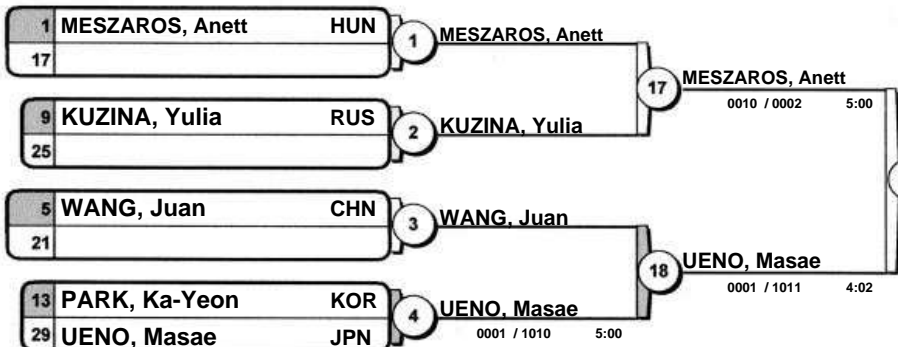 1 MESZAROS, Anett HUN
17
1 MESZAROS, Anett
9 KUZINA, Yulia RUS
25
2 KUZINA, Yulia
17 MESZAROS, Anett
0010 / 0002 5:00
5 WANG, Juan CHN
21
3 WANG, Juan
13 PARK, Ka-Yeon KOR
29 UENO, Masae JPN
4 UENO, Masae
0001 / 1010 5:00
18 UENO, Masae
0001 / 1011 4:02